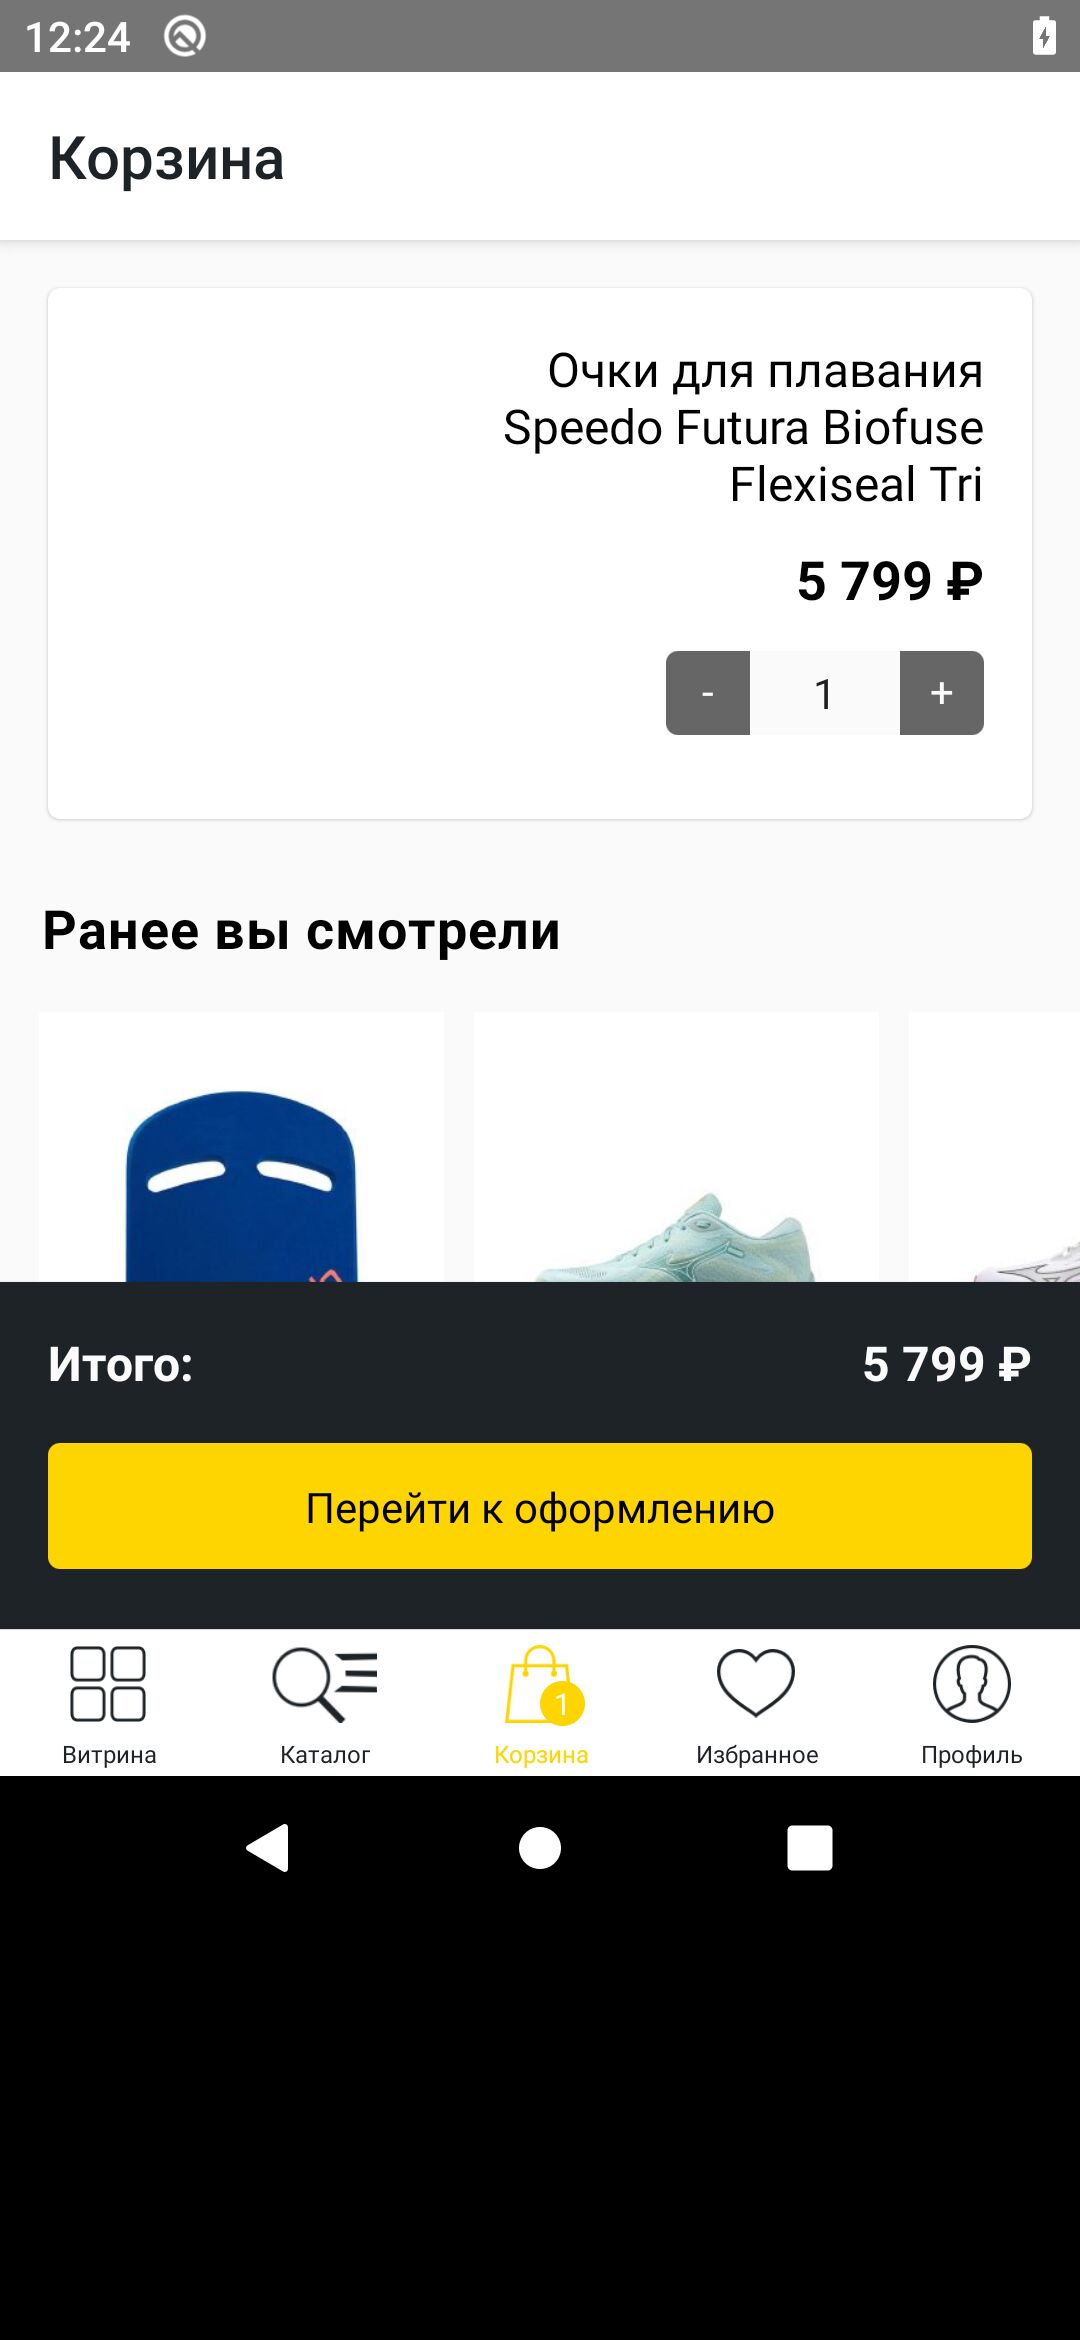 12:24
Корзина
Очки для плавания
Speedo Futura Biofuse
Flexiseal Tri
5 799 ₽
- 1 +
Ранее вы смотрели
Итого: 5 799 ₽
Перейти к оформлению
1
Витрина Каталог Корзина Избранное Профиль